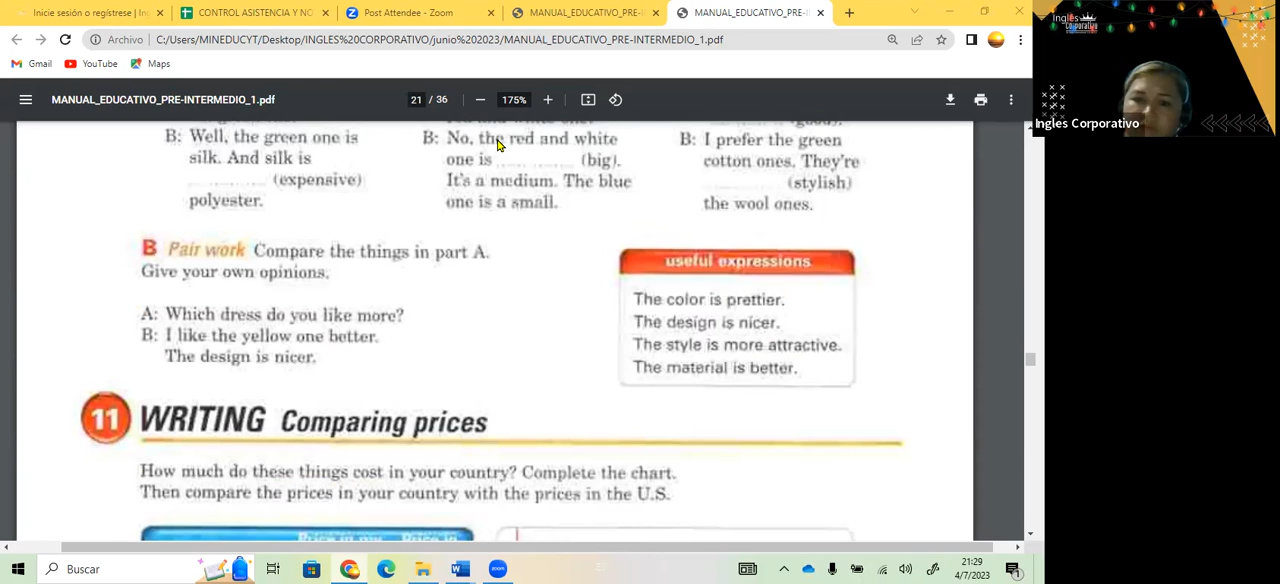 Inicie sesión o regístrese | In
CONTROL ASISTENCIA Y NO
Post Attendee - Zoom
MANUAL_EDUCATIVO_PRE-I
MANUAL_EDUCATIVO_PRE-I
Archivo
C:/Users/MINEDUCYT/Desktop/INGLES%20CORPORATIVO/junio%202023/MANUAL_EDUCATIVO_PRE-INTERMEDIO_1.pdf
Gmail
YouTube
Maps
MANUAL_EDUCATIVO_PRE-INTERMEDIO_1.pdf
21 / 36
175%
B: Well, the green one is
silk. And silk is
(expensive)
polyester.
B: No, the red and white
one is (big).
It's a medium. The blue
one is a small.
B: I prefer the green
cotton ones. They're
(stylish)
the wool ones.
B Pair work Compare the things in part A.
Give your own opinions.
A: Which dress do you like more?
B: I like the yellow one better.
The design is nicer.
useful expressions
The color is prettier.
The design is nicer.
The style is more attractive.
The material is better.
11 WRITING Comparing prices
How much do these things cost in your country? Complete the chart.
Then compare the prices in your country with the prices in the U.S.
Ingles
Corporativo
Ingles Corporativo
Buscar
21:29
4/7/2023